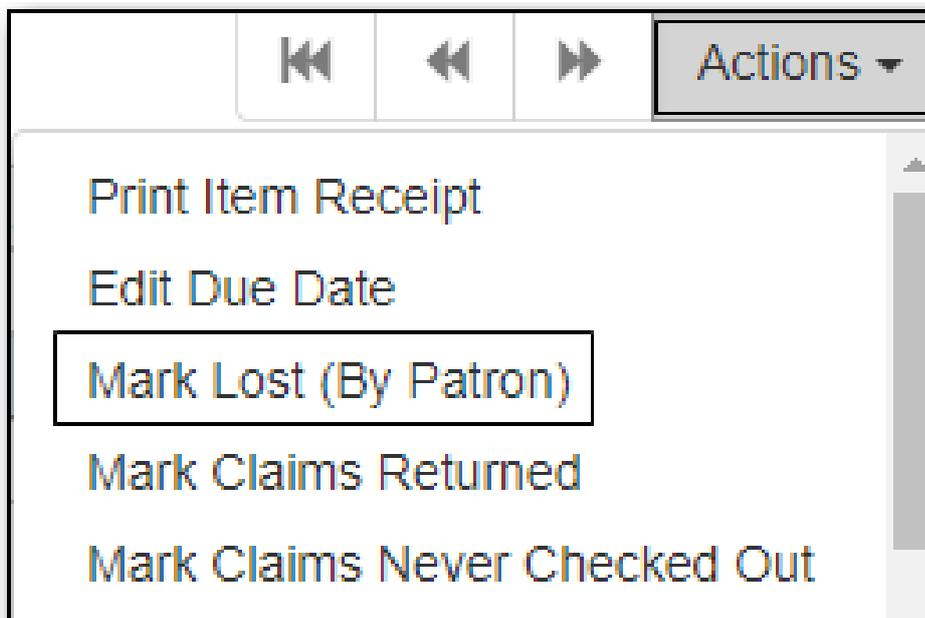 Actions
Print Item Receipt
Edit Due Date
Mark Lost (By Patron)
Mark Claims Returned
Mark Claims Never Checked Out